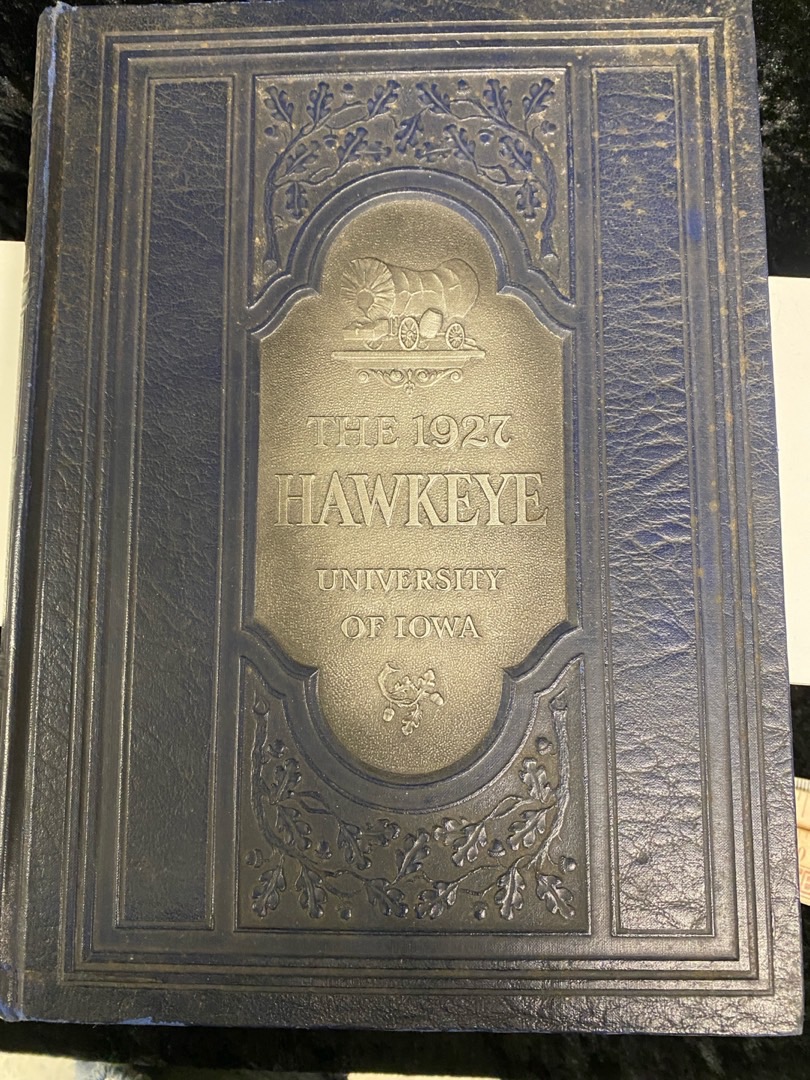 THE 1927
HAWKEYE
UNIVERSITY
OF IOWA